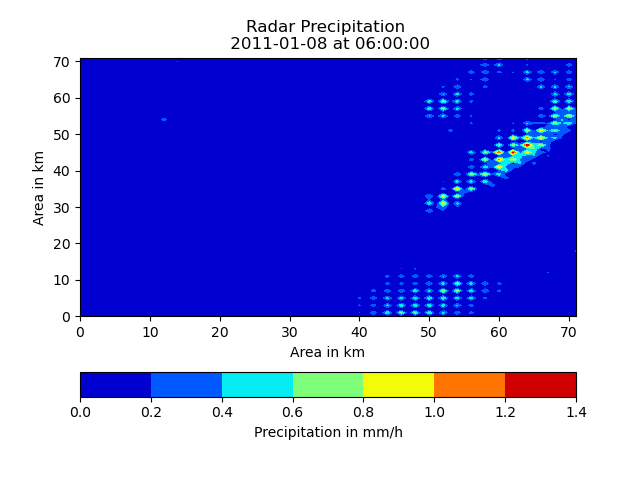 Radar Precipitation
2011-01-08 at 06:00:00
70
60
50
40
30
20
10
0
Area in km
0 10 20 30 40 50 60 70
Area in km
0.0 0.2 0.4 0.6 0.8 1.0 1.2 1.4
Precipitation in mm/h